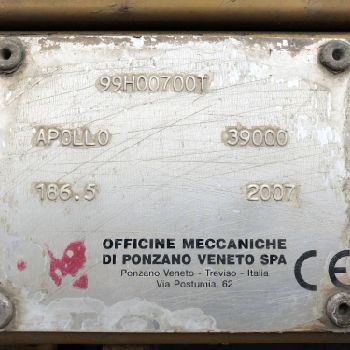 99H00700T
APOLLO 39000
186.5 2007
OFFICINE MECCANICHE
DI PONZANO VENETO SPA
Ponzano Veneto - Treviso - Italia
Via Postumia, 62
CE